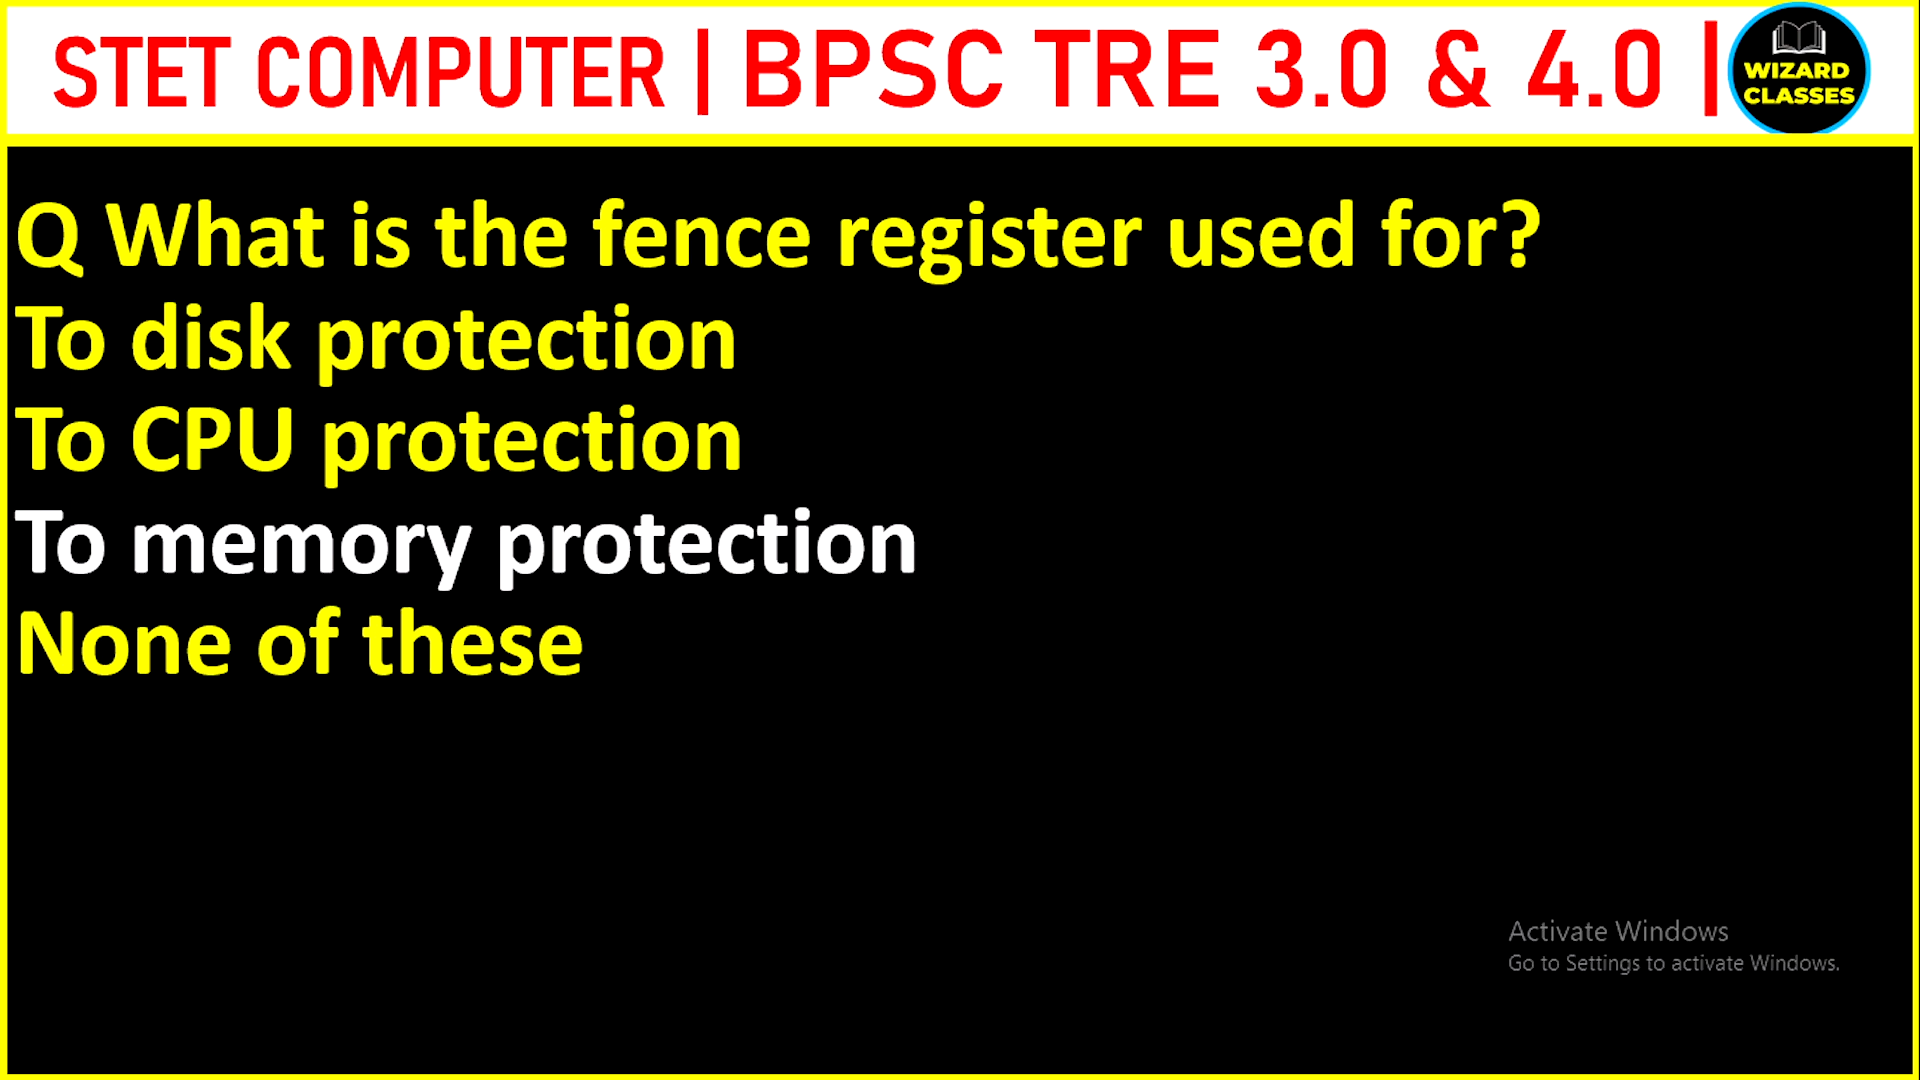 STET COMPUTER | BPSC TRE 3.0 & 4.0 |
WIZARD
CLASSES
Q What is the fence register used for?
To disk protection
To CPU protection
To memory protection
None of these
Activate Windows
Go to Settings to activate Windows.